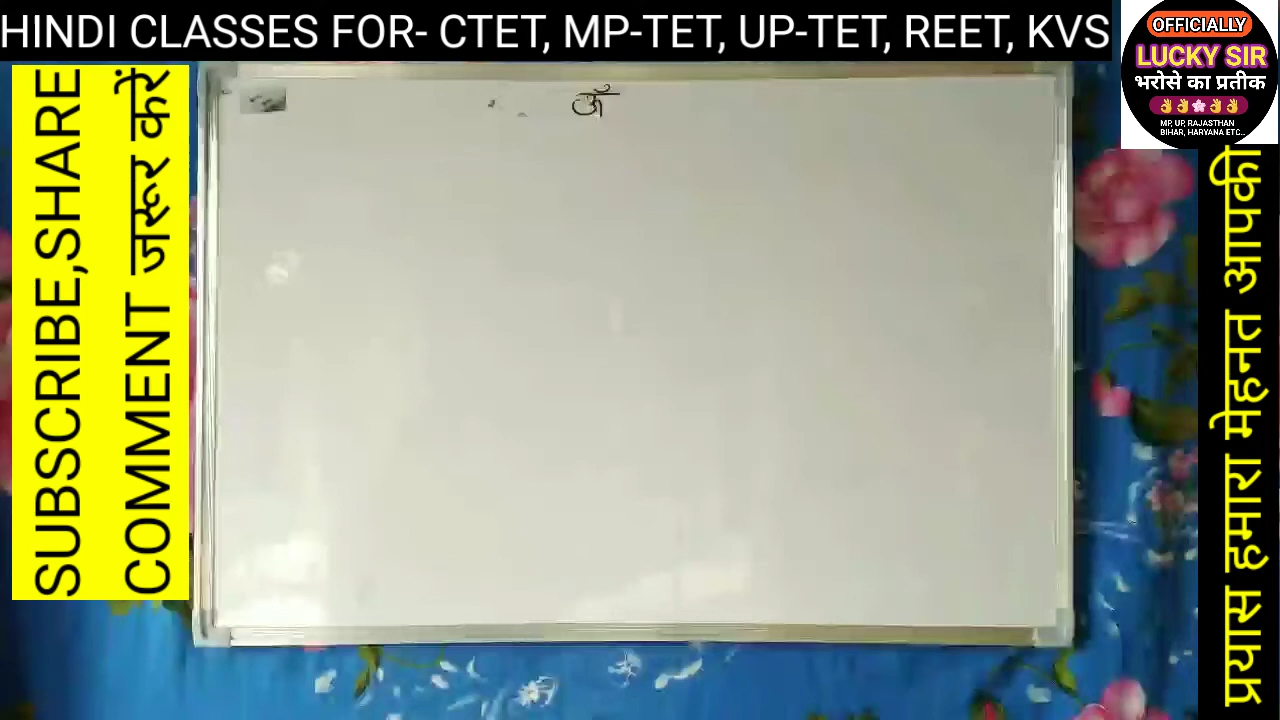 HINDI CLASSES FOR- CTET, MP-TET, UP-TET, REET, KVS
OFFICIALLY
LUCKY SIR
भरोसे का प्रतीक
MP, UP, RAJASTHAN
BIHAR, HARYANA ETC..
SUBSCRIBE,SHARE
COMMENT जरूर करें
प्रयास हमारा मेहनत आपकी